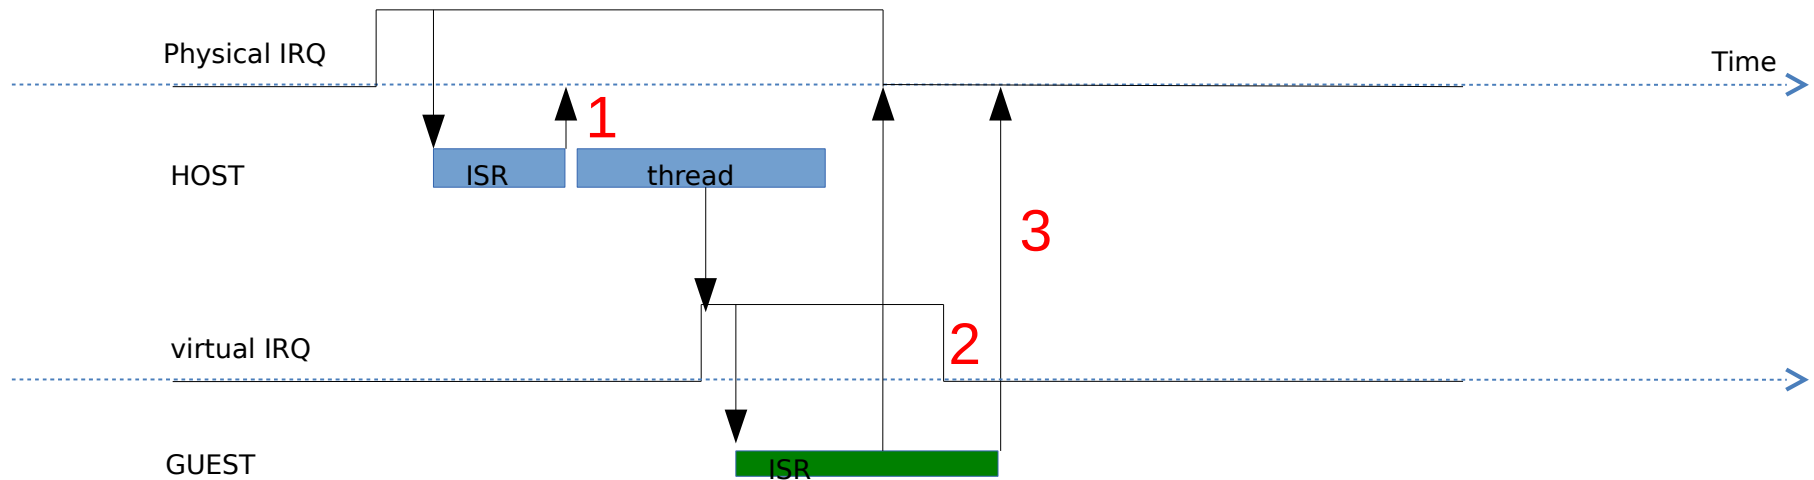 Physical IRQ
Time
1
HOST
ISR
thread
3
2
virtual IRQ
GUEST
ISR